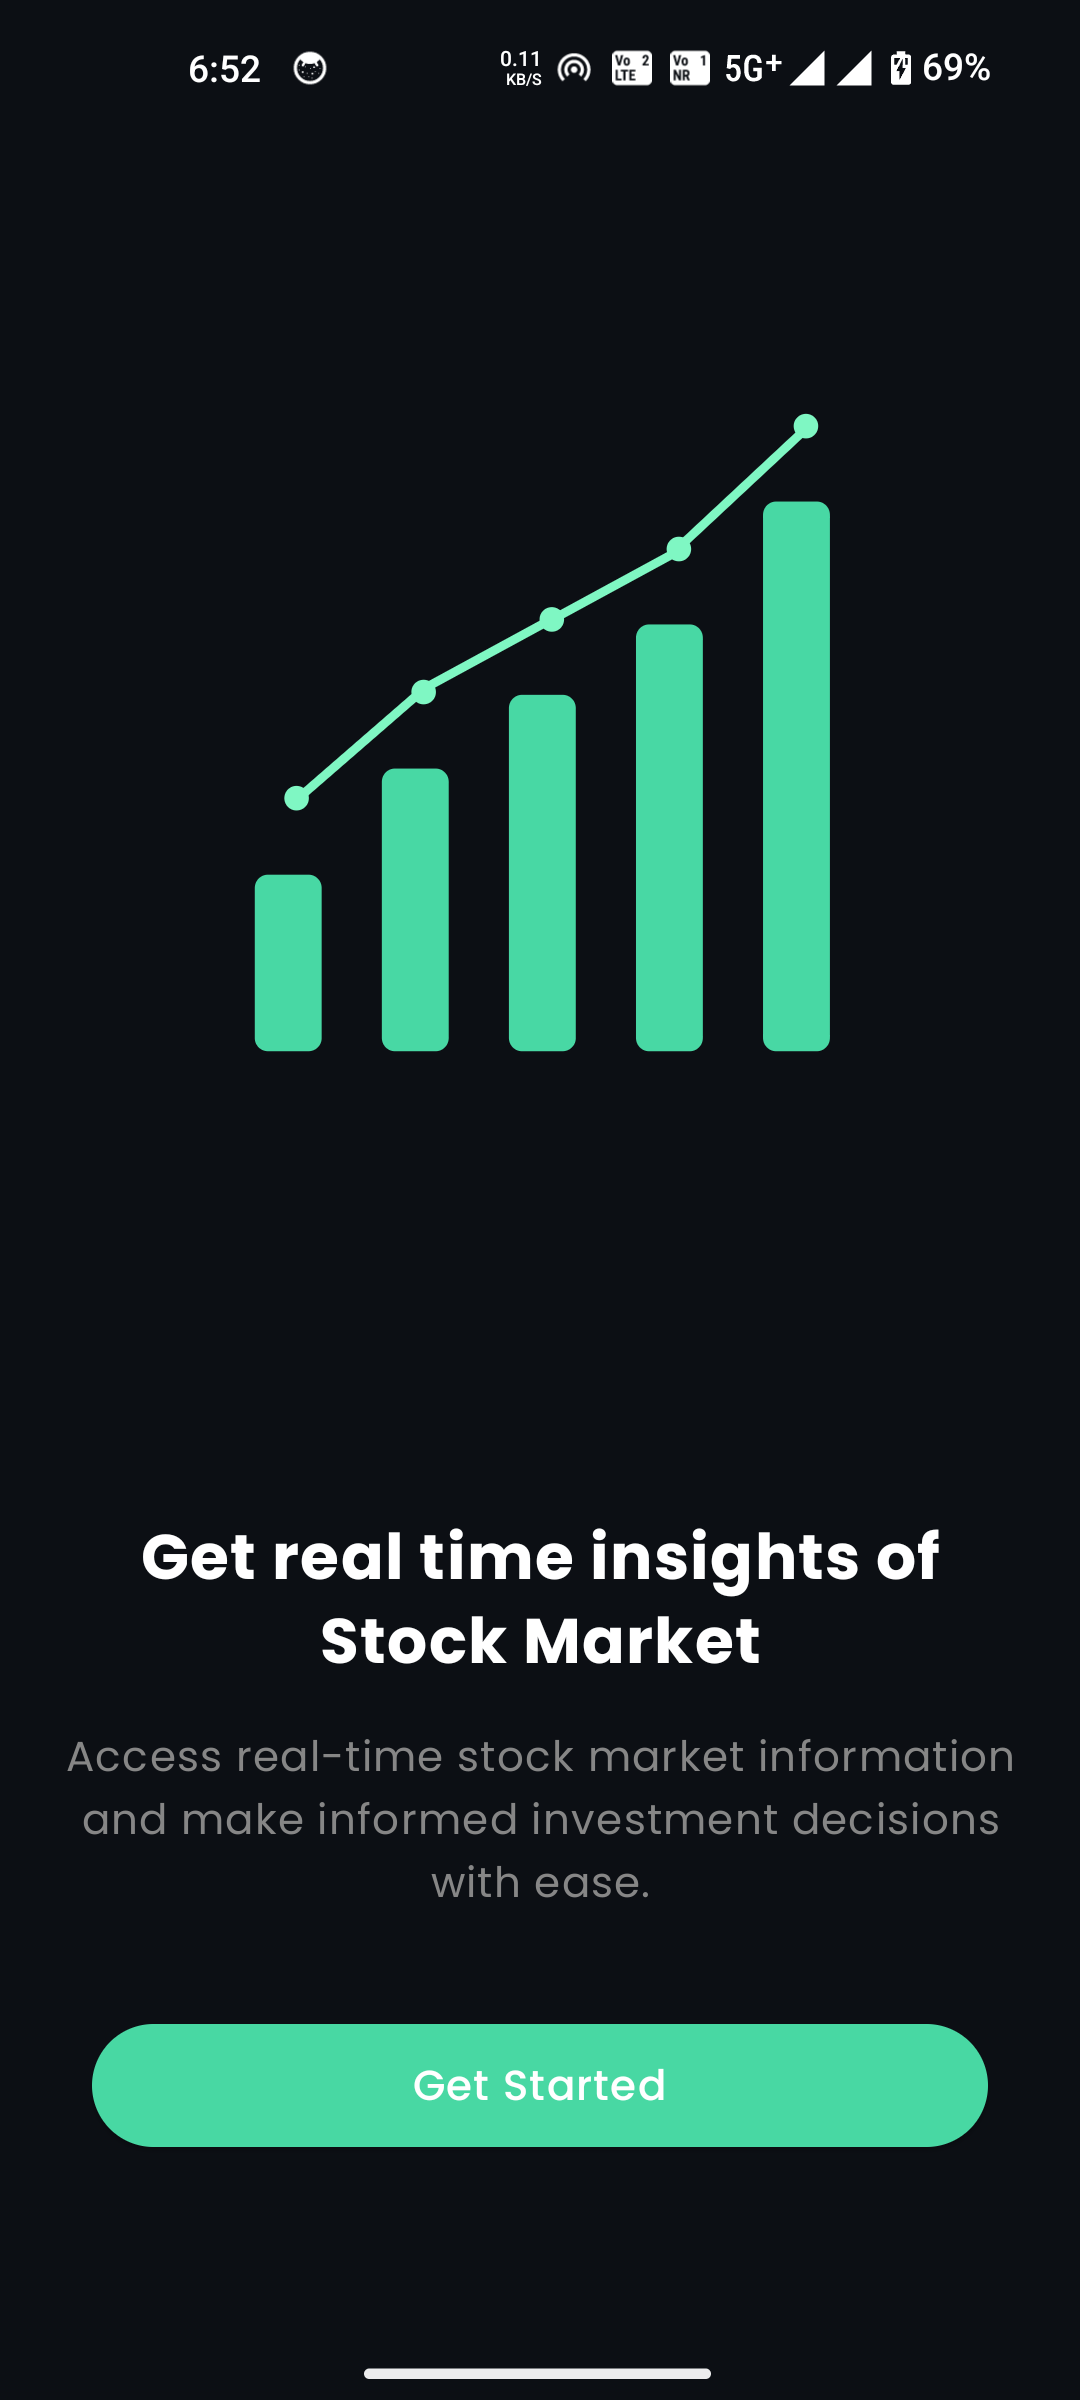 6:52 0.11 KB/S Vo 2 LTE Vo 1 NR 5G+ 69%
Get real time insights of
Stock Market
Access real-time stock market information
and make informed investment decisions
with ease.
Get Started